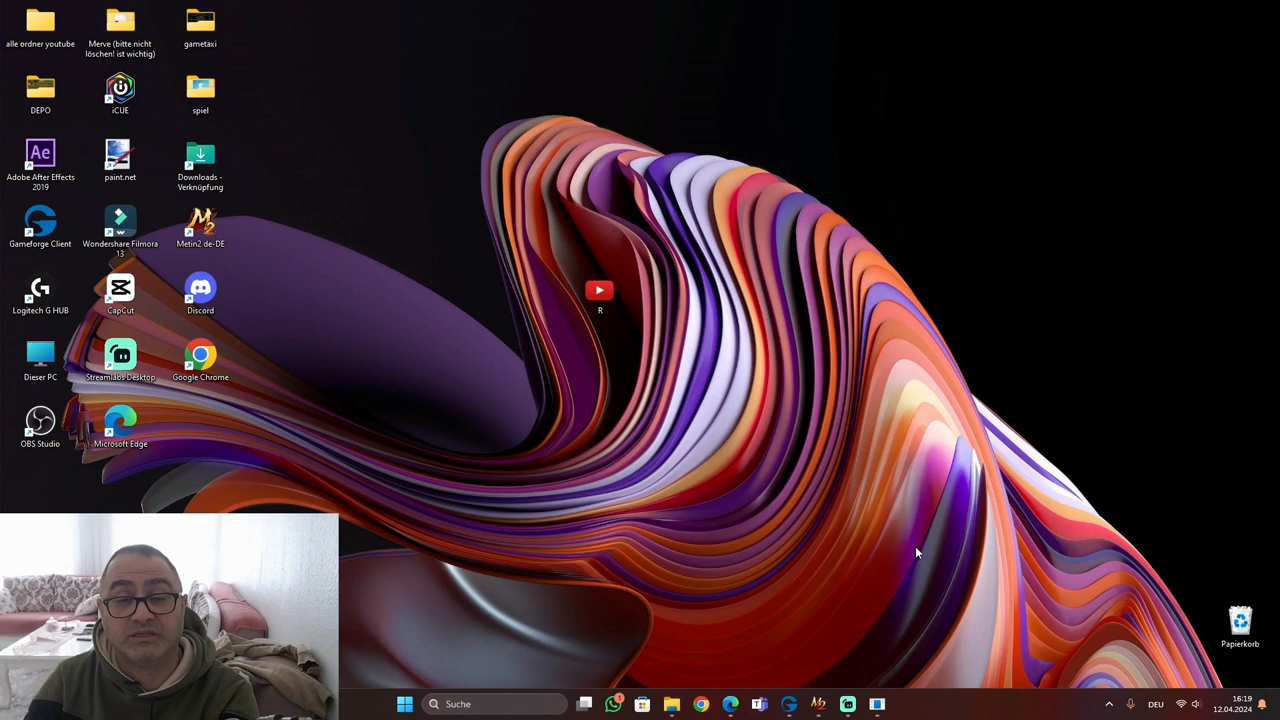 alle ordner youtube
Merve (bitte nicht
löschen! ist wichtig)
gametaxi
DEPO
iCUE
spiel
Ae
Adobe After Effects
2019
paint.net
Downloads -
Verknüpfung
Gameforge Client
Wondershare Filmora
13
Metin2 de-DE
Logitech G HUB
CapCut
Discord
R
Dieser PC
Streamlabs Desktop
Google Chrome
OBS Studio
Microsoft Edge
Papierkorb
Suche
1
DEU
16:19
12.04.2024